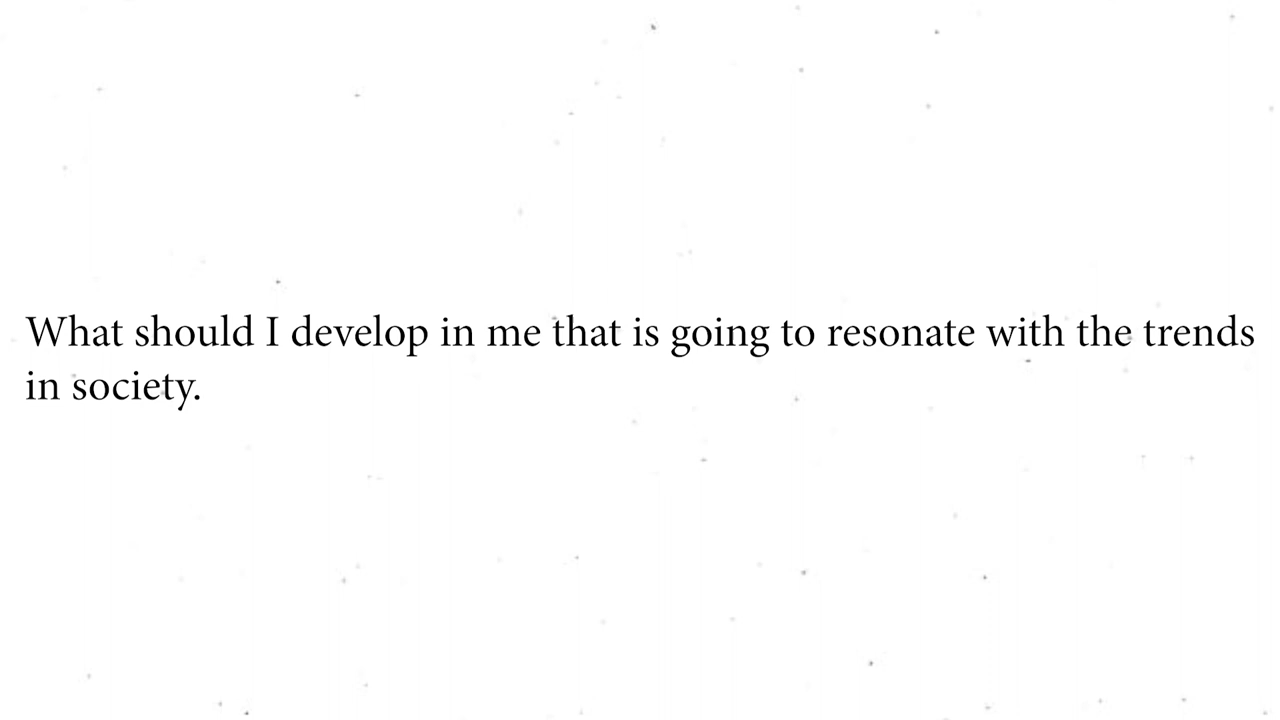 What should I develop in me that is going to resonate with the trends
in society.